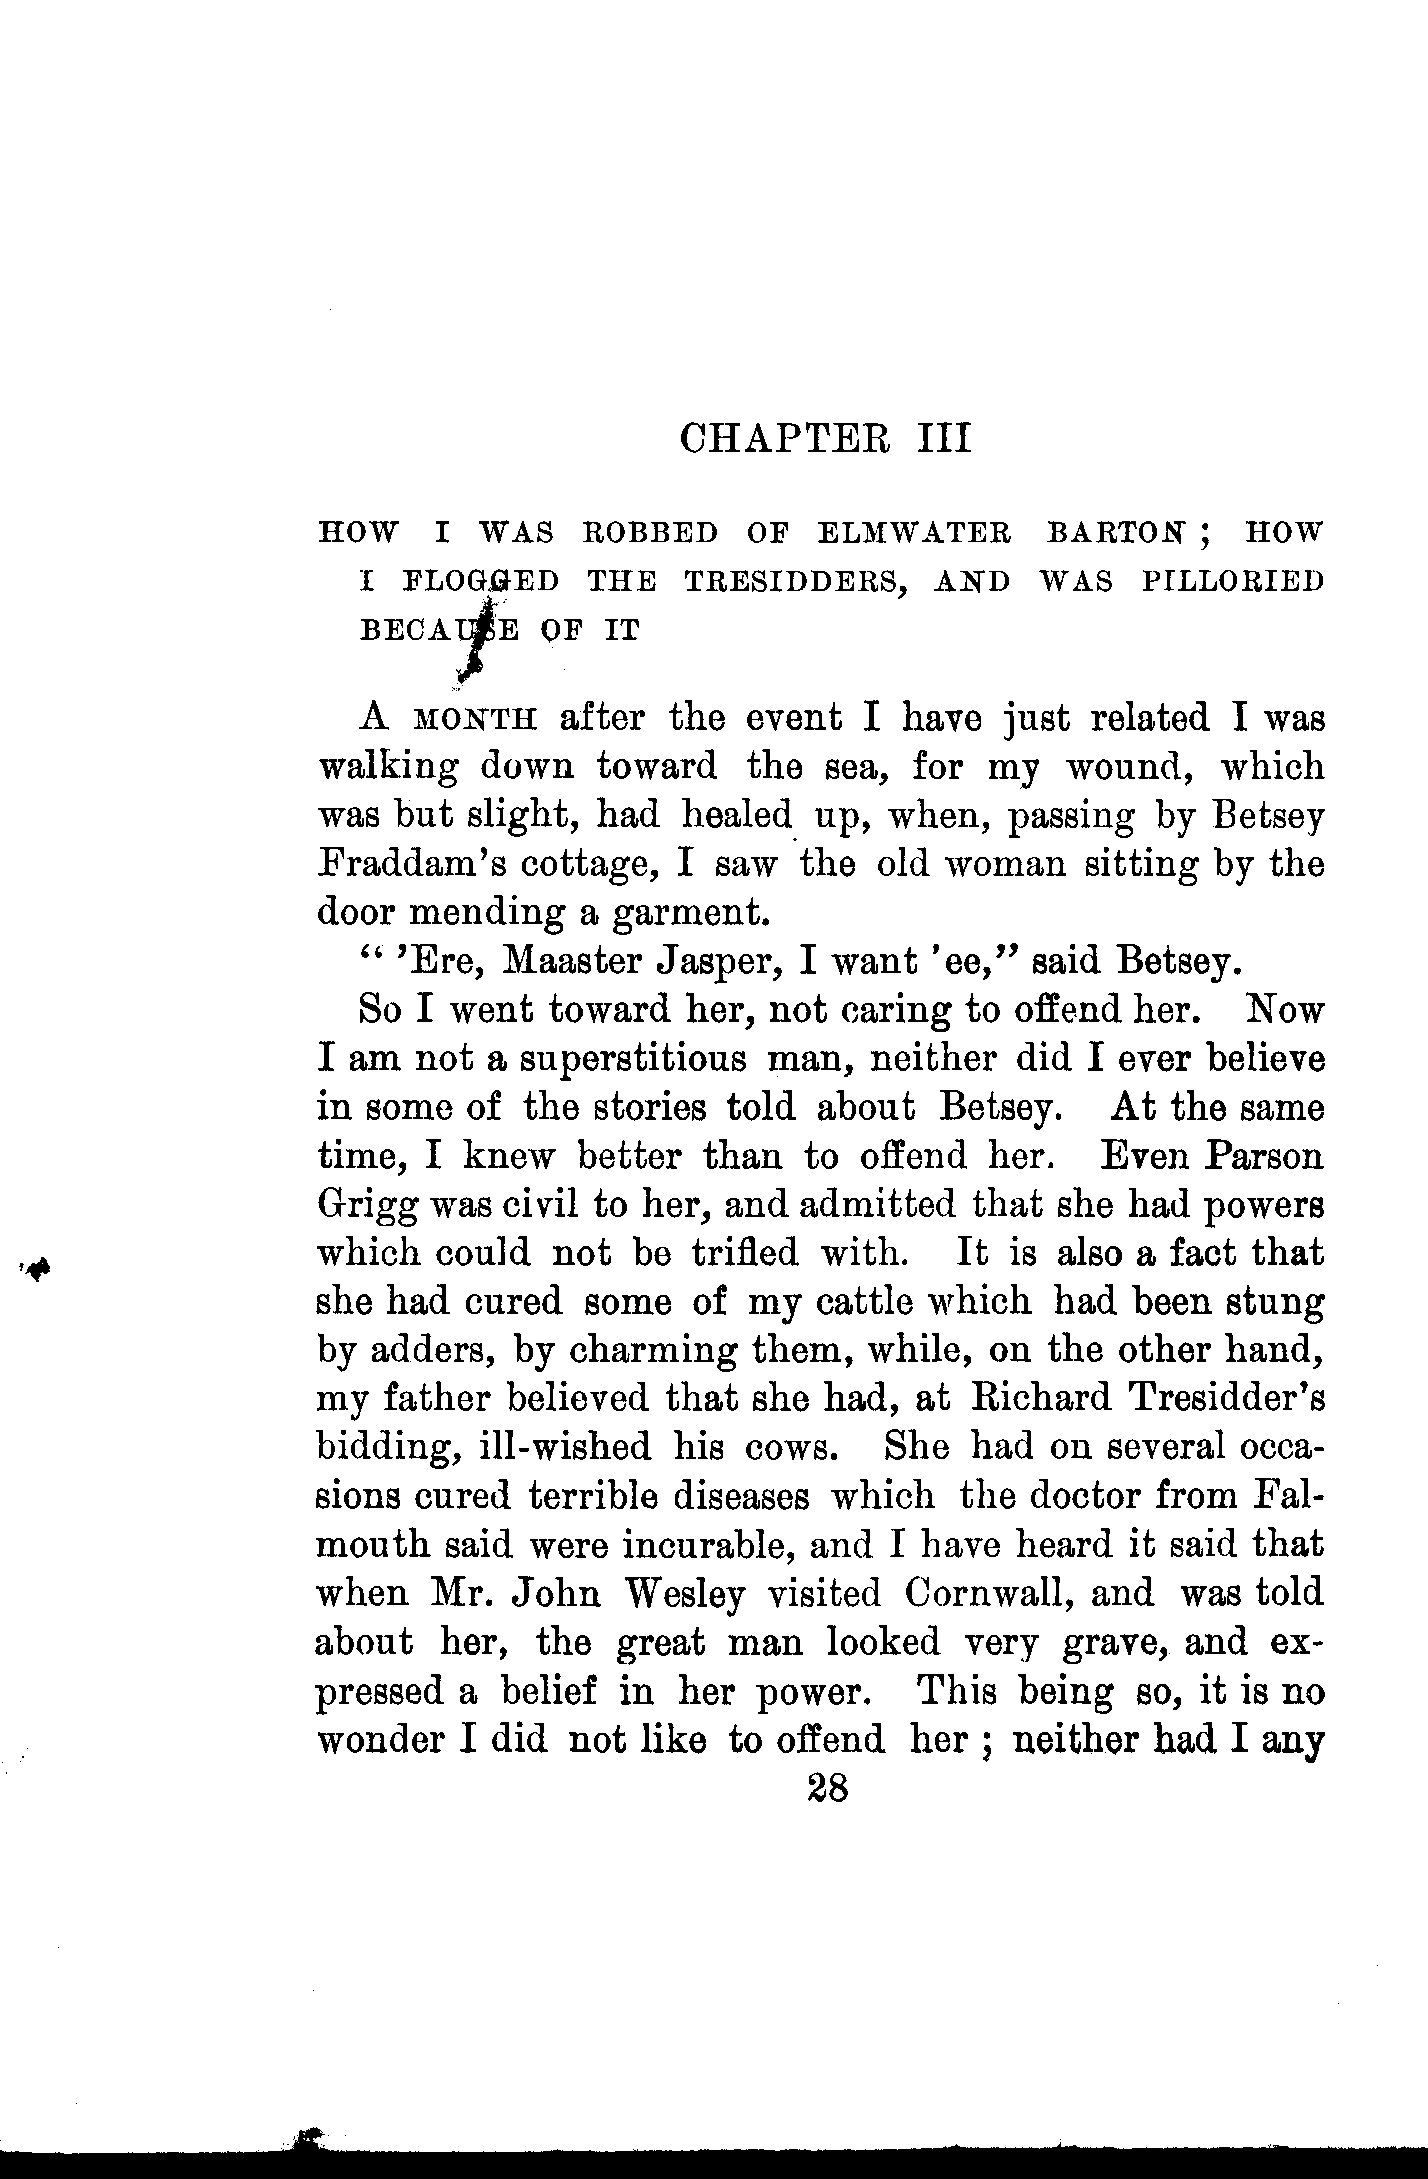 CHAPTER III
HOW I WAS ROBBED OF ELMWATER BARTON; HOW
I FLOGGED THE TRESIDDERS, AND WAS PILLORIED
BECAUSE OF IT
A MONTH after the event I have just related I was
walking down toward the sea, for my wound, which
was but slight, had healed up, when, passing by Betsey
Fraddam's cottage, I saw the old woman sitting by the
door mending a garment.
" 'Ere, Maaster Jasper, I want 'ee," said Betsey.
So I went toward her, not caring to offend her. Now
I am not a superstitious man, neither did I ever believe
in some of the stories told about Betsey. At the same
time, I knew better than to offend her. Even Parson
Grigg was civil to her, and admitted that she had powers
which could not be trifled with. It is also a fact that
she had cured some of my cattle which had been stung
by adders, by charming them, while, on the other hand,
my father believed that she had, at Richard Tresidder's
bidding, ill-wished his cows. She had on several occa-
sions cured terrible diseases which the doctor from Fal-
mouth said were incurable, and I have heard it said that
when Mr. John Wesley visited Cornwall, and was told
about her, the great man looked very grave, and ex-
pressed a belief in her power. This being so, it is no
wonder I did not like to offend her; neither had I any
28